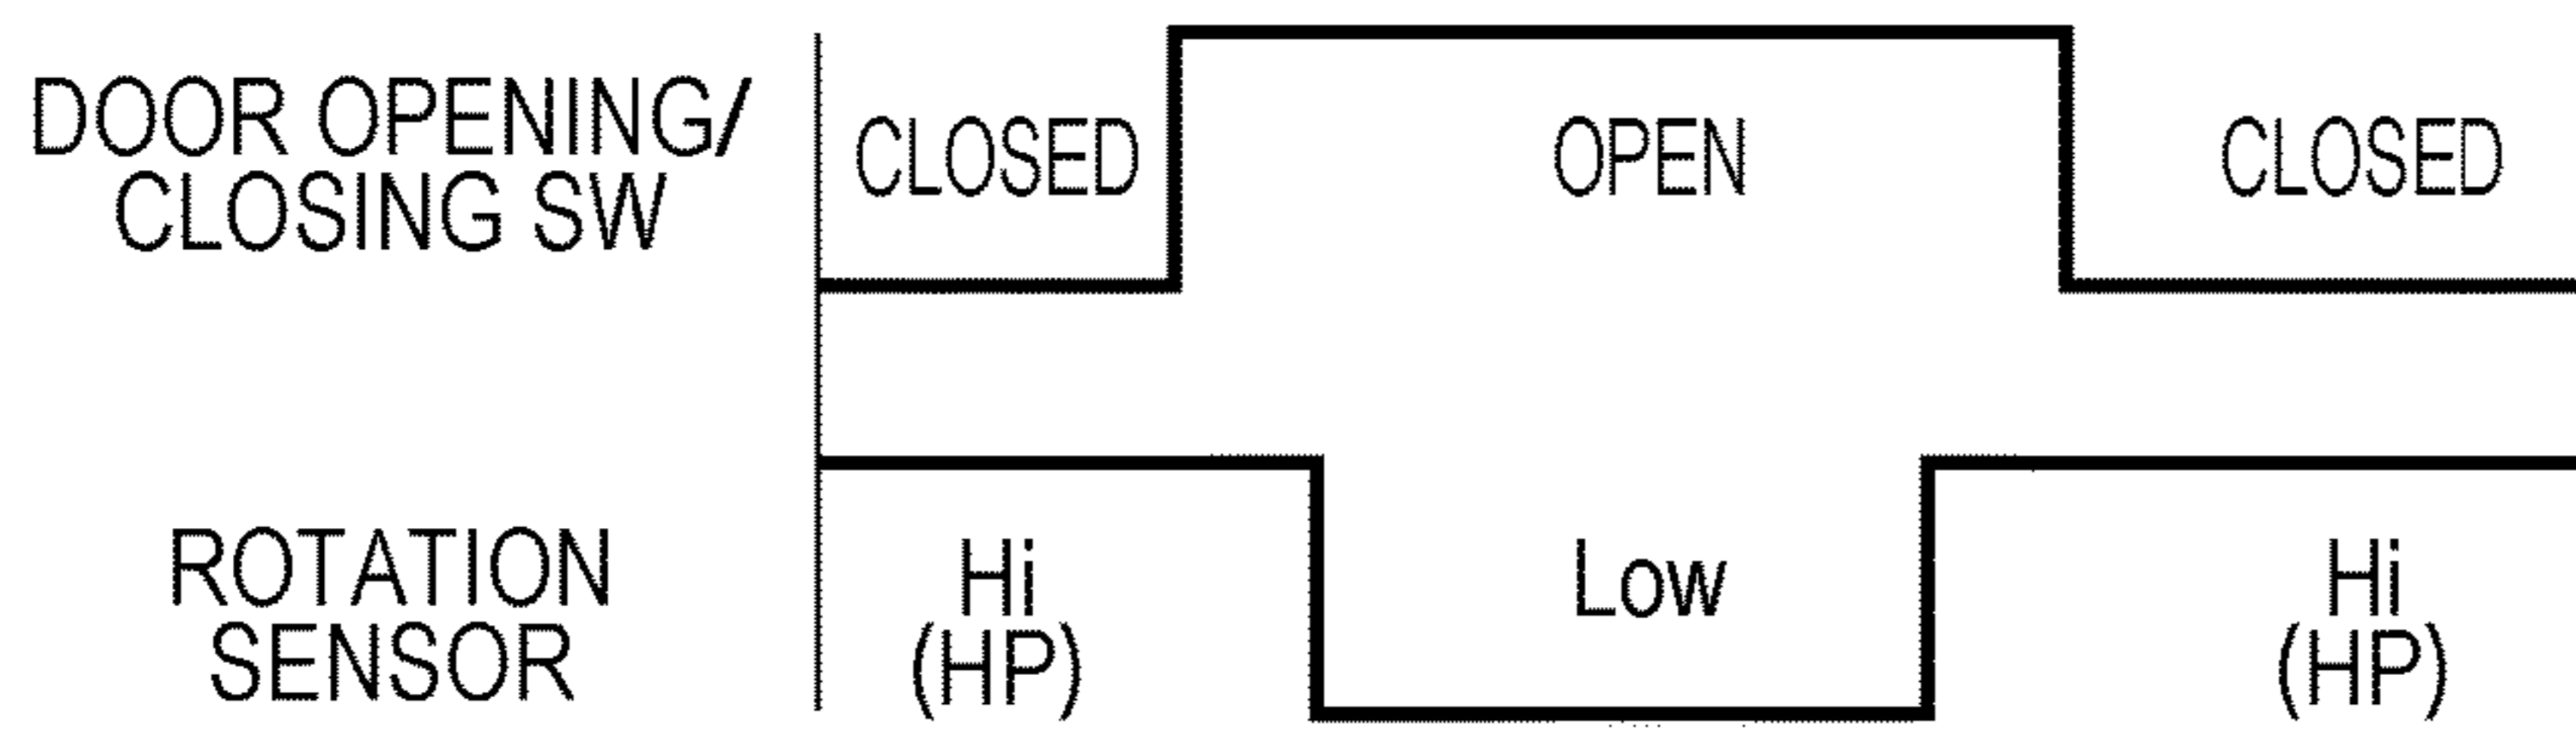 DOOR OPENING/
CLOSING SW
CLOSED
OPEN
CLOSED
ROTATION
SENSOR
Hi
(HP)
Low
Hi
(HP)